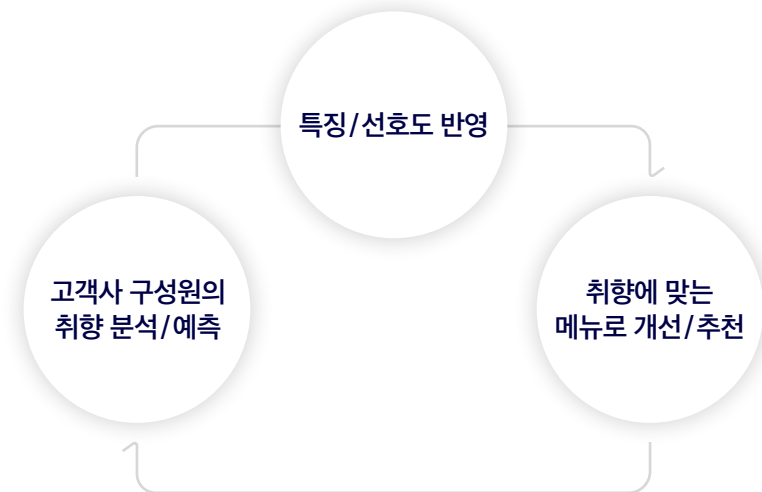 특징/선호도 반영
고객사 구성원의
취향 분석/예측
취향에 맞는
메뉴로 개선/추천